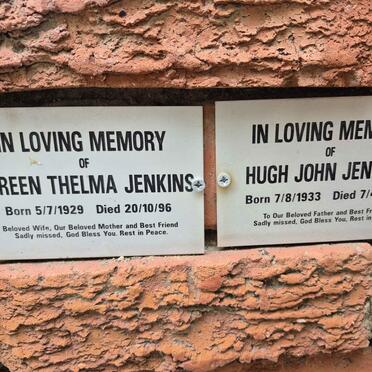 IN LOVING MEMORY
OF
REEN THELMA JENKINS
Born 5/7/1929 Died 20/10/96
Beloved Wife, Our Beloved Mother and Best Friend
Sadly missed, God Bless You. Rest in Peace.
IN LOVING MEM
OF
HUGH JOHN JEN
Born 7/8/1933 Died 7/4
To Our Beloved Father and Best F
Sadly missed, God Bless You, Rest in